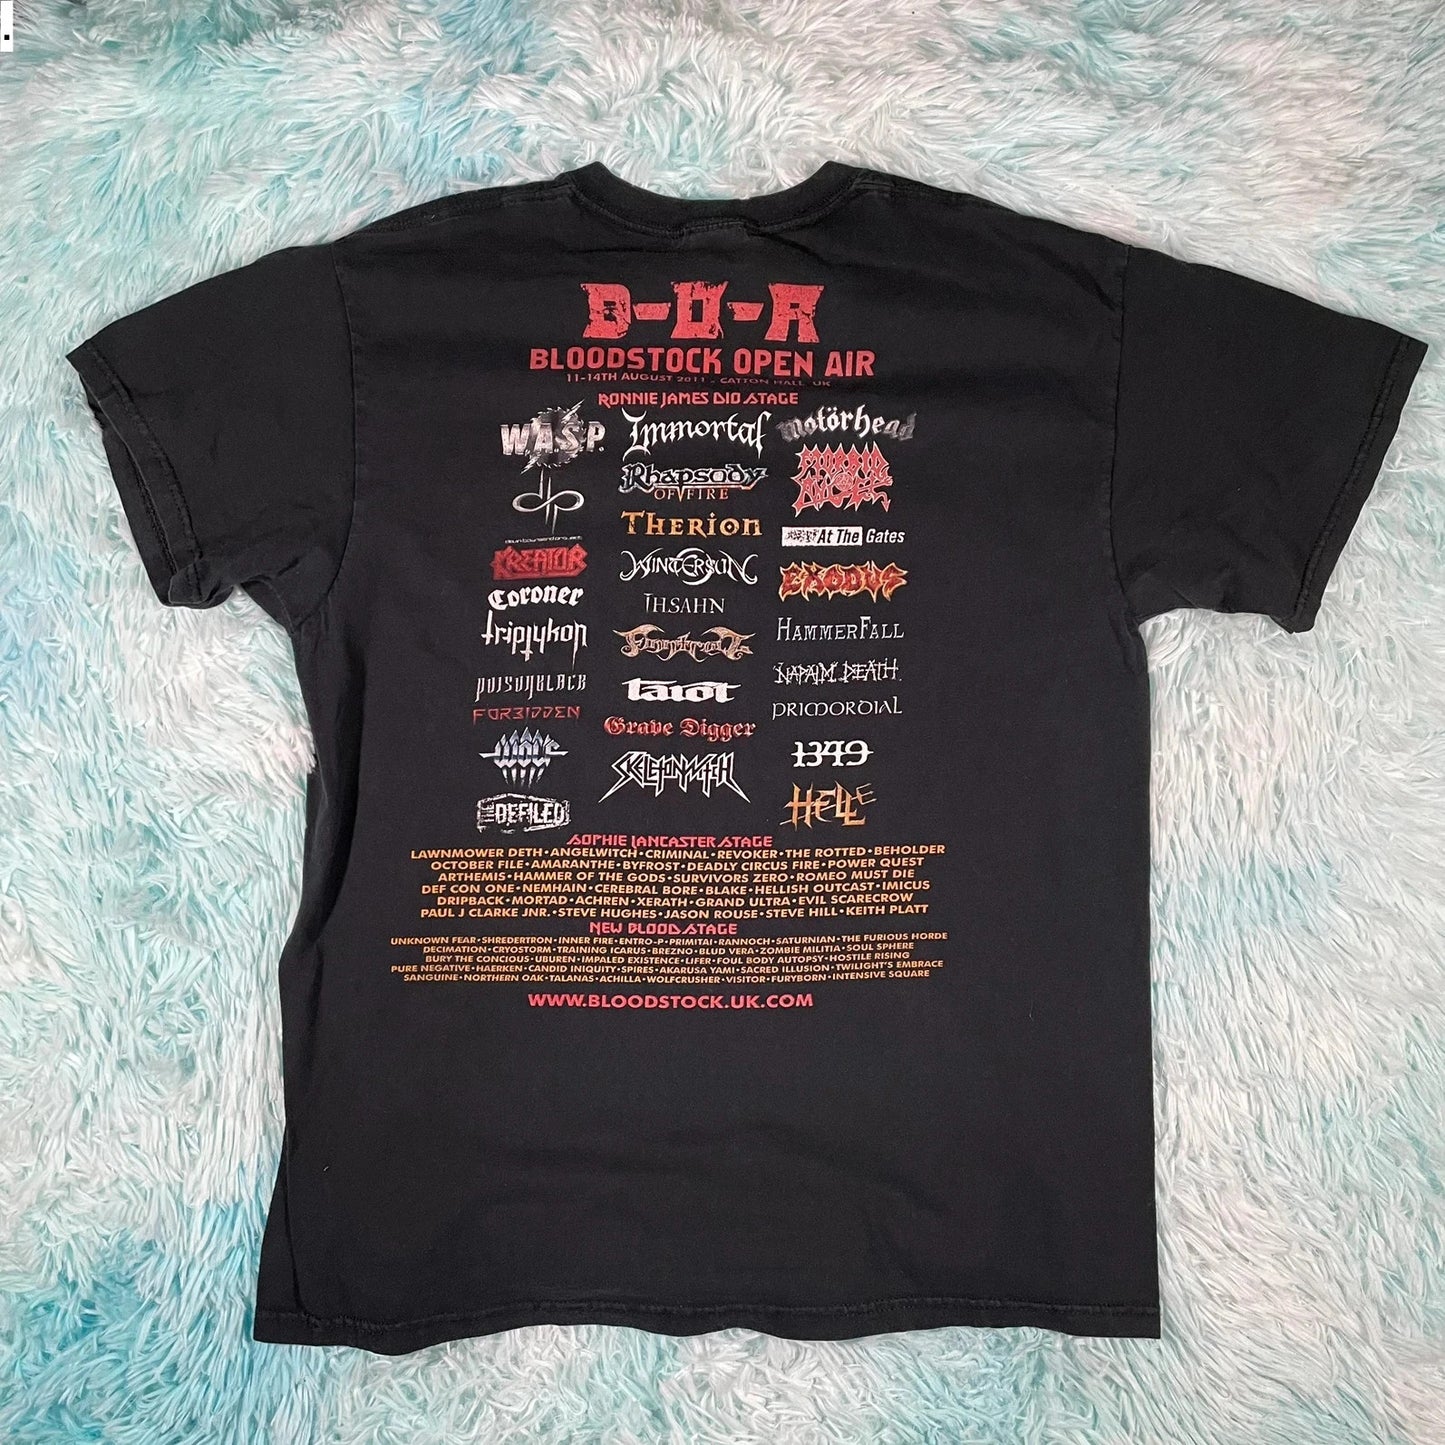 B-O-A
BLOODSTOCK OPEN AIR
11-14TH AUGUST 2011 - CATTON HALL, UK
RONNIE JAMES DIO STAGE
W.A.S.P. Immortal Motörhead
Rhapsody OF FIRE MORBID ANGEL
devin townsend project THERION At The Gates
KREATOR WINTERSUN EXODUS
Coroner IHSAHN HAMMERFALL
triptykon Finntroll NAPALM DEATH
POISONBLACK tarot PRIMORDIAL
FORBIDDEN Grave Digger
WOLF SKELETONWITCH 1349
THE DEFILED HELL
SOPHIE LANCASTER STAGE
LAWNMOWER DETH•ANGELWITCH•CRIMINAL•REVOKER•THE ROTTED•BEHOLDER
OCTOBER FILE•AMARANTHE•BYFROST•DEADLY CIRCUS FIRE•POWER QUEST
ARTHEMIS•HAMMER OF THE GODS•SURVIVORS ZERO•ROMEO MUST DIE
DEF CON ONE•NEMHAIN•CEREBRAL BORE•BLAKE•HELLISH OUTCAST•IMICUS
DRIPBACK•MORTAD•ACHREN•XERATH•GRAND ULTRA•EVIL SCARECROW
PAUL J CLARKE JNR.•STEVE HUGHES•JASON ROUSE•STEVE HILL•KEITH PLATT
NEW BLOOD STAGE
UNKNOWN FEAR•SHREDERTRON•INNER FIRE•ENTRO-P•PRIMITAI•RANNOCH•SATURNIAN•THE FURIOUS HORDE
DECIMATION•CRYOSTORM•TRAINING ICARUS•BREZNO•BLUD VERA•ZOMBIE MILITIA•SOUL SPHERE
BURY THE CONCIOUS•UBUREN•IMPALED EXISTENCE•LIFER•FOUL BODY AUTOPSY•HOSTILE RISING
PURE NEGATIVE•HAERKEN•CANDID INIQUITY•SPIRES•AKARUSA YAMI•SACRED ILLUSION•TWILIGHT'S EMBRACE
SANGUINE•NORTHERN OAK•TALANAS•ACHILLA•WOLFCRUSHER•VISITOR•FURYBORN•INTENSIVE SQUARE
WWW.BLOODSTOCK.UK.COM